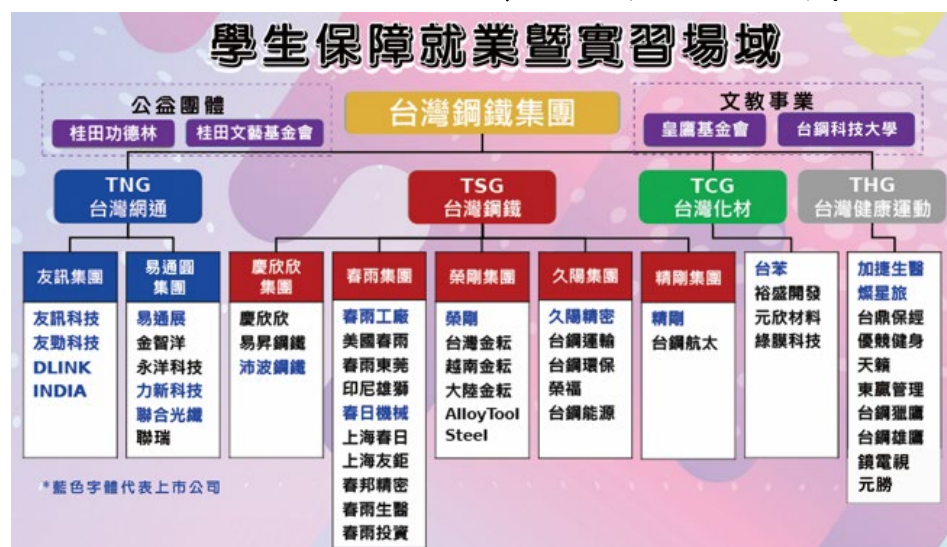 學生保障就業暨實習場域
公益團體
桂田功德林
桂田文藝基金會
台灣鋼鐵集團
文教事業
皇鷹基金會
台鋼科技大學
TNG
台灣網通
TSG
台灣鋼鐵
TCG
台灣化材
THG
台灣健康運動
友訊集團
友訊科技
友勁科技
DLINK
INDIA
易通圓
集團
易通展
金智洋
永洋科技
力新科技
聯合光纖
聯瑞
慶欣欣
集團
慶欣欣
易昇鋼鐵
沛波鋼鐵
春雨集團
春雨工廠
美國春雨
春雨東莞
印尼雄獅
春日機械
上海春日
上海友鉅
春邦精密
春雨生醫
春雨投資
榮剛集團
榮剛
台灣金耘
越南金耘
大陸金耘
AlloyTool
Steel
久陽集團
久陽精密
台鋼運輸
台鋼環保
榮福
台鋼能源
精剛集團
精剛
台鋼航太
台苯
裕盛開發
元欣材料
綠膜科技
加捷生醫
燦星旅
台鼎保經
優競健身
天籟
東贏管理
台鋼獵鷹
台鋼雄鷹
鏡電視
元勝
*藍色字體代表上市公司